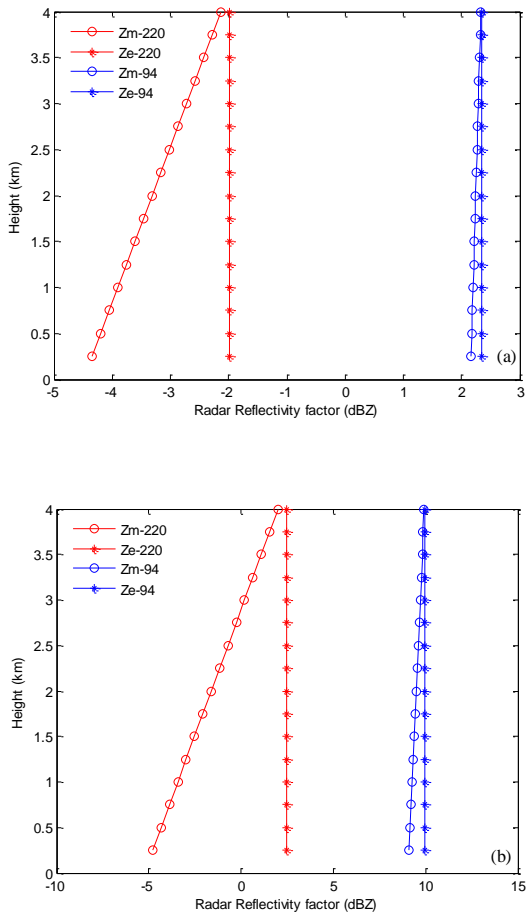 4
3.5
3
2.5
2
1.5
1
0.5
0
Height (km)
Zm-220
Ze-220
Zm-94
Ze-94
(a)
-5 -4 -3 -2 -1 0 1 2 3
Radar Reflectivity factor (dBZ)
4
3.5
3
2.5
2
1.5
1
0.5
0
Height (km)
Zm-220
Ze-220
Zm-94
Ze-94
(b)
-10 -5 0 5 10 15
Radar Reflectivity factor (dBZ)